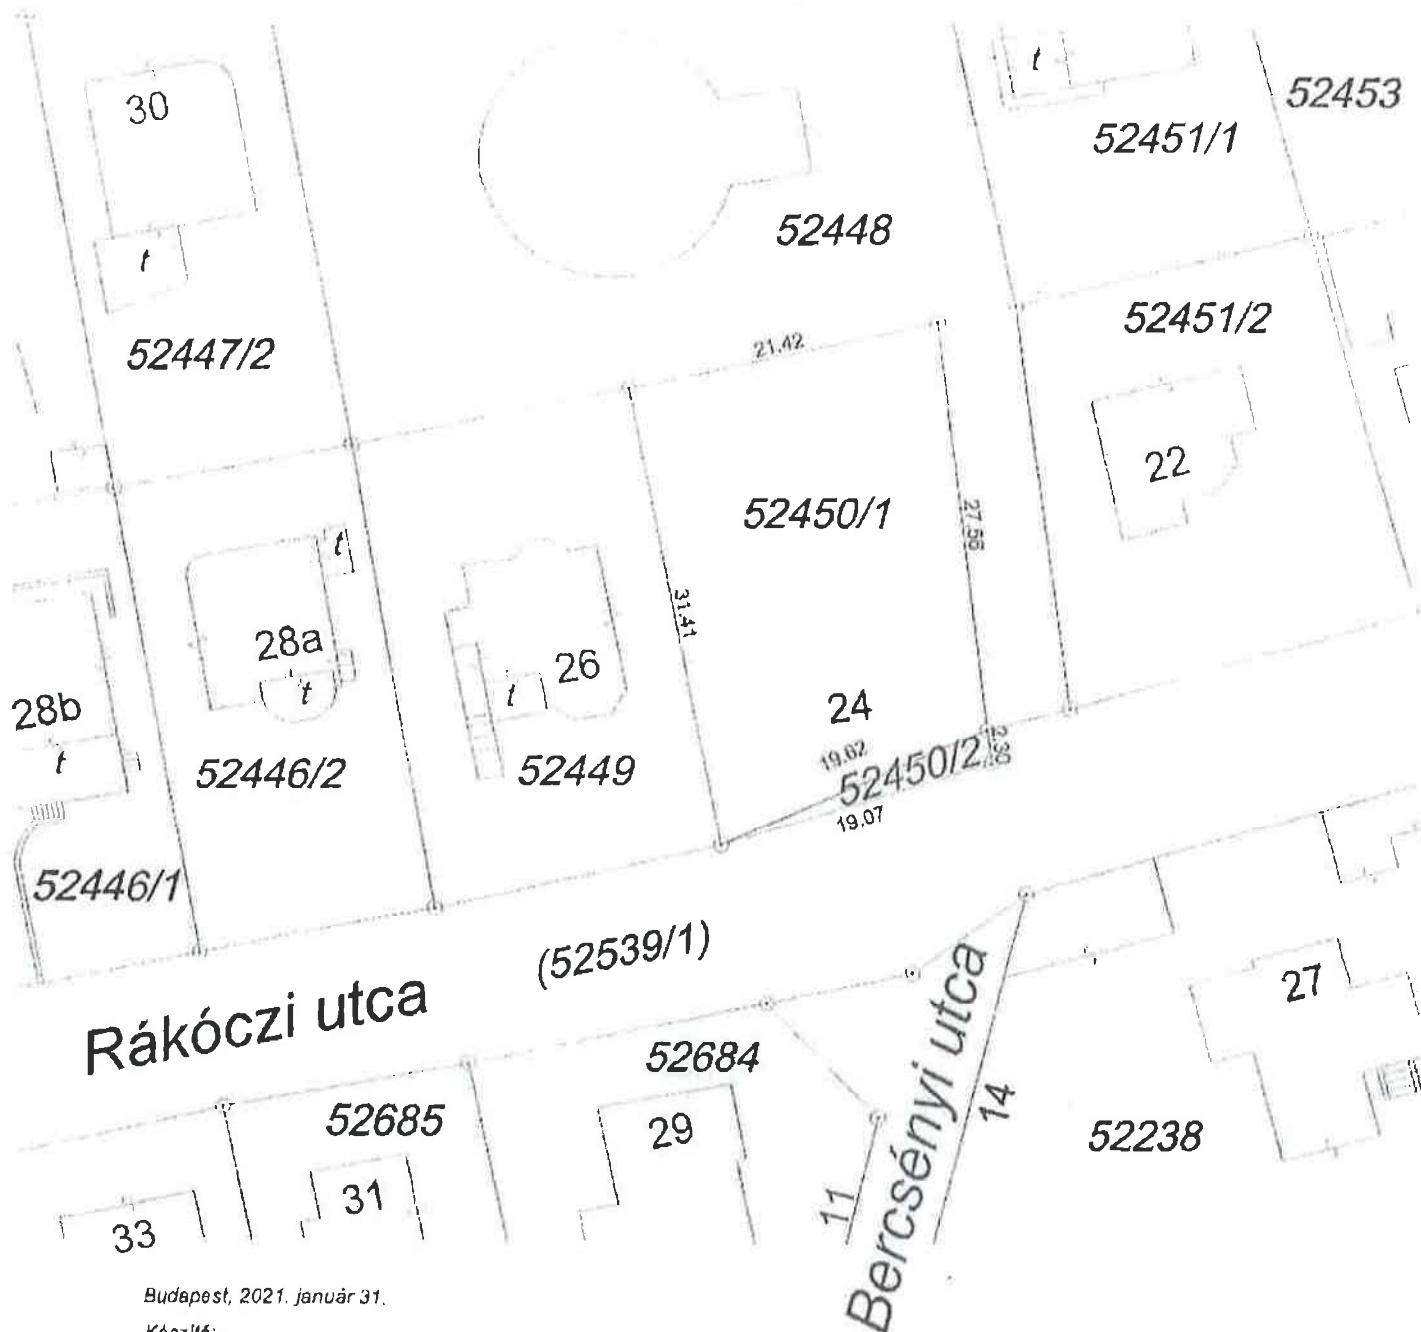 30
t
52453
52451/1
t
52448
52451/2
52447/2
21.42
22
52450/1
27.56
t
31.41
28a
26
t
t
28b
24
t
52446/2
52449
19.62
52450/2
2.30
19.07
52446/1
(52539/1)
Rákóczi utca
27
52684
Bercsényi utca
14
52685
29
52238
31
11
33
Budapest, 2021. január 31.
Készítő: